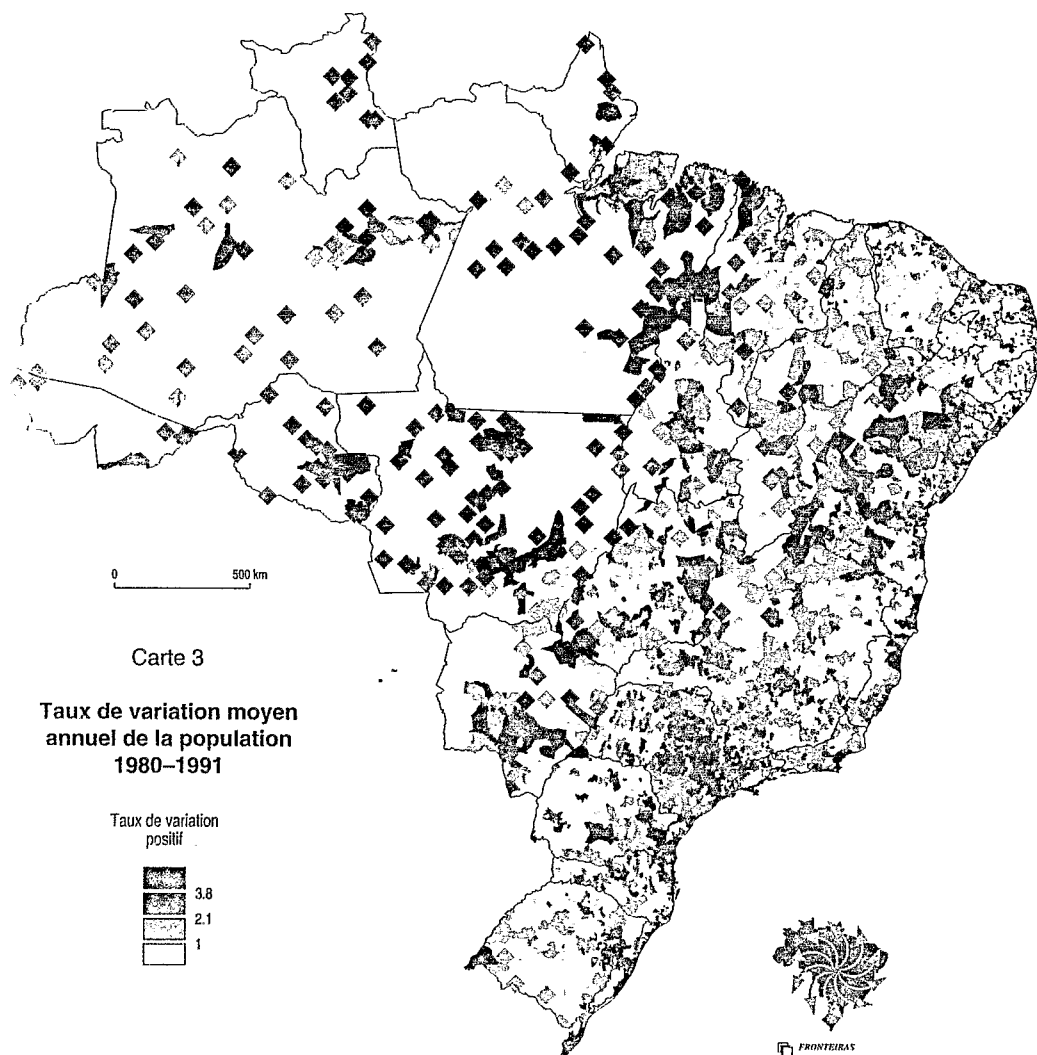 0 500 km
Carte 3
Taux de variation moyen
annuel de la population
1980–1991
Taux de variation
positif
3.8
2.1
1
FRONTEIRAS